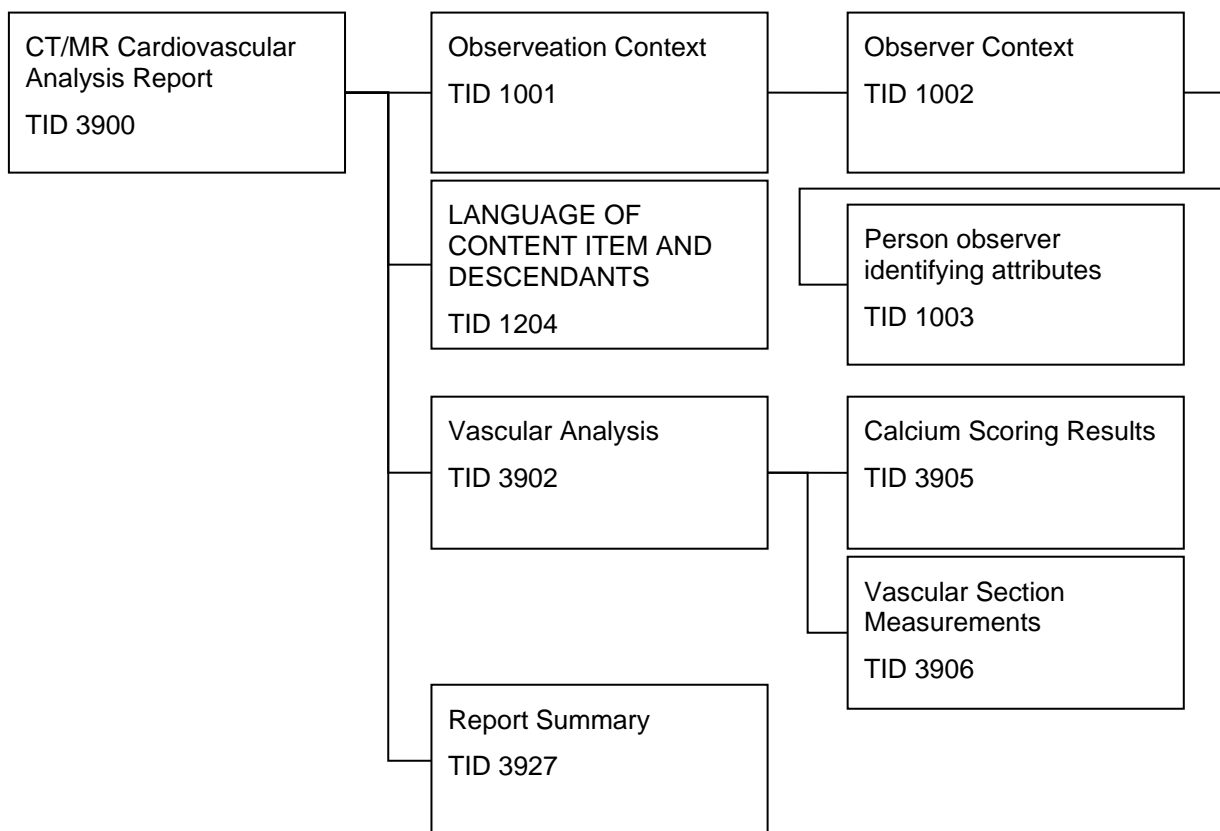 CT/MR Cardiovascular
Analysis Report
TID 3900
Observeation Context
TID 1001
Observer Context
TID 1002
LANGUAGE OF
CONTENT ITEM AND
DESCENDANTS
TID 1204
Person observer
identifying attributes
TID 1003
Vascular Analysis
TID 3902
Calcium Scoring Results
TID 3905
Vascular Section
Measurements
TID 3906
Report Summary
TID 3927